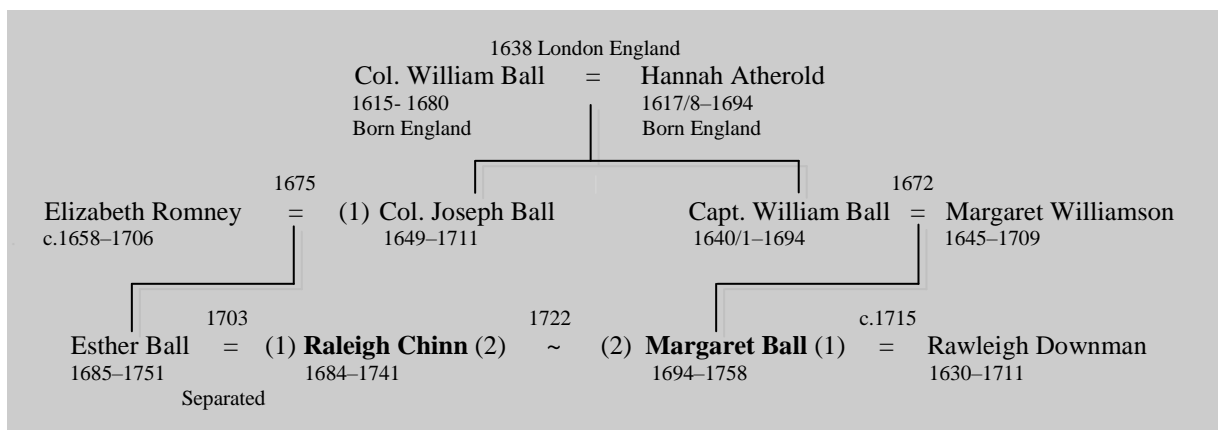 1638 London England
Col. William Ball = Hannah Atherold
1615- 1680 1617/8–1694
Born England Born England
1675 1672
Elizabeth Romney = (1) Col. Joseph Ball Capt. William Ball = Margaret Williamson
c.1658–1706 1649–1711 1640/1–1694 1645–1709
1703 1722 c.1715
Esther Ball = (1) Raleigh Chinn (2) ~ (2) Margaret Ball (1) = Rawleigh Downman
1685–1751 1684–1741 1694–1758 1630–1711
Separated